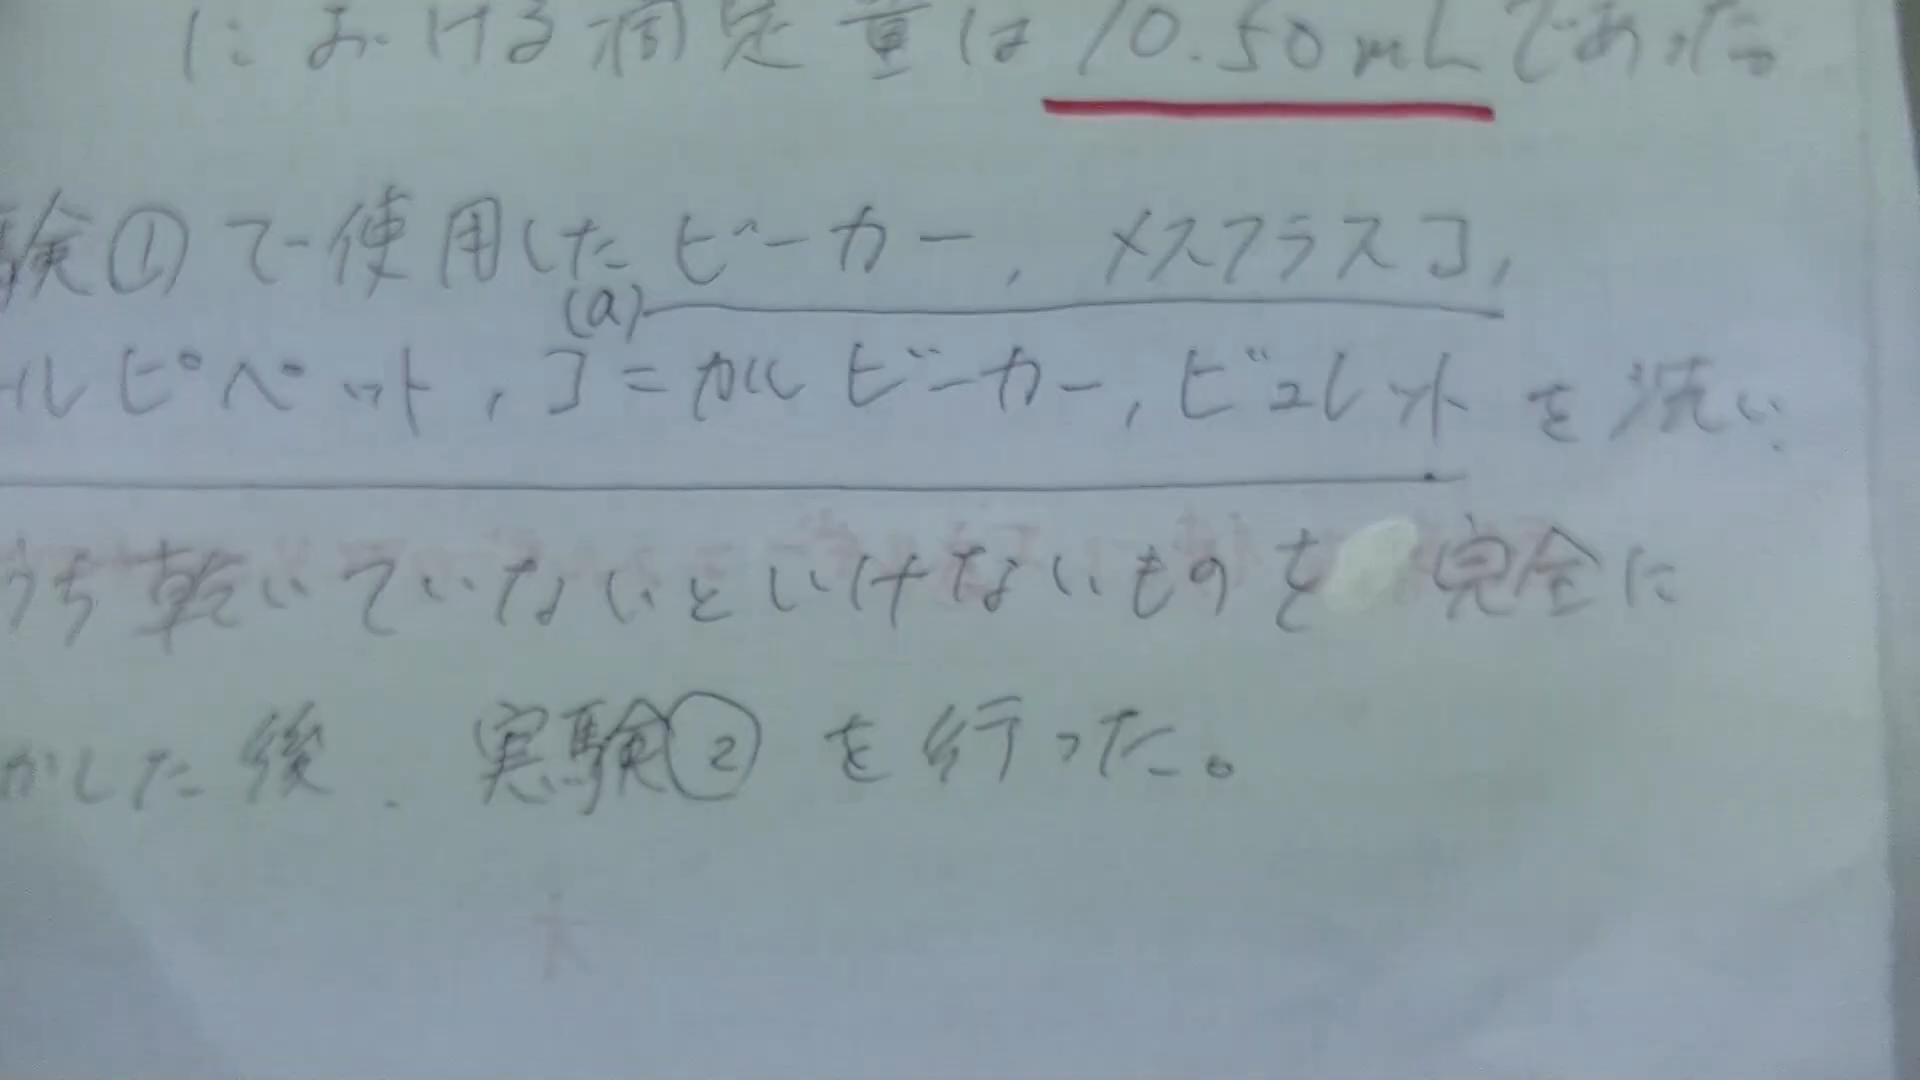 における滴定量は10.50mLであった
験①で使用したビーカー, メスフラスコ,
(a)
ールピペット, コニカルビーカー, ビュレットを洗い
うち乾いていないといけないものを 完全に
かした後, 実験②を行った。